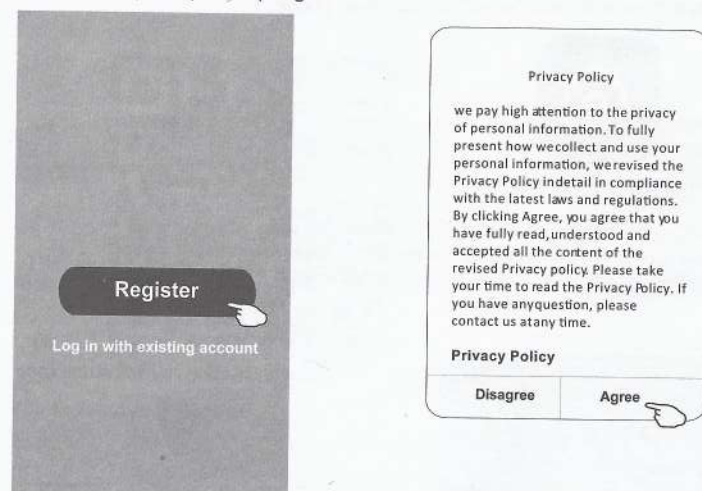 Register
Log in with existing account
Privacy Policy
we pay high attention to the privacy
of personal information. To fully
present how wecollect and use your
personal information, werevised the
Privacy Policy indetail in compliance
with the latest laws and regulations.
By clicking Agree, you agree that you
have fully read, understood and
accepted all the content of the
revised Privacy policy. Please take
your time to read the Privacy Policy. If
you have anyquestion, please
contact us atany time.
Privacy Policy
Disagree
Agree